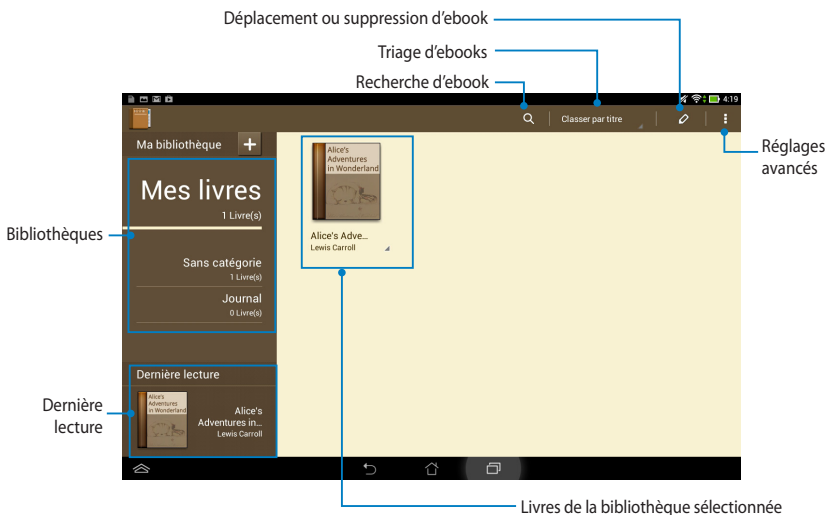 Déplacement ou suppression d'ebook
Triage d'ebooks
Recherche d'ebook
4:19
Classer par titre
Réglages
avancés
Ma bibliothèque
Mes livres
1 Livre(s)
Bibliothèques
Sans catégorie
1 Livre(s)
Journal
0 Livre(s)
Alice's
Adventures
in Wonderland
Alice's Adve...
Lewis Carroll
Dernière lecture
Alice's
Adventures
in Wonderland
Alice's
Adventures in...
Lewis Carroll
Dernière
lecture
Livres de la bibliothèque sélectionnée